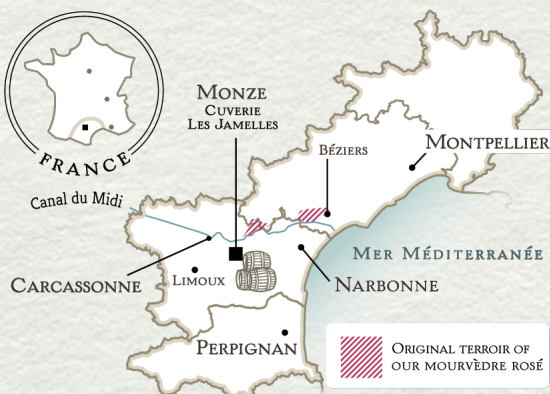 FRANCE
MONZE
CUVERIE
LES JAMELLES
BÉZIERS
MONTPELLIER
Canal du Midi
MER MÉDITERRANÉE
CARCASSONNE
LIMOUX
NARBONNE
PERPIGNAN
ORIGINAL TERROIR OF
OUR MOURVÈDRE ROSÉ